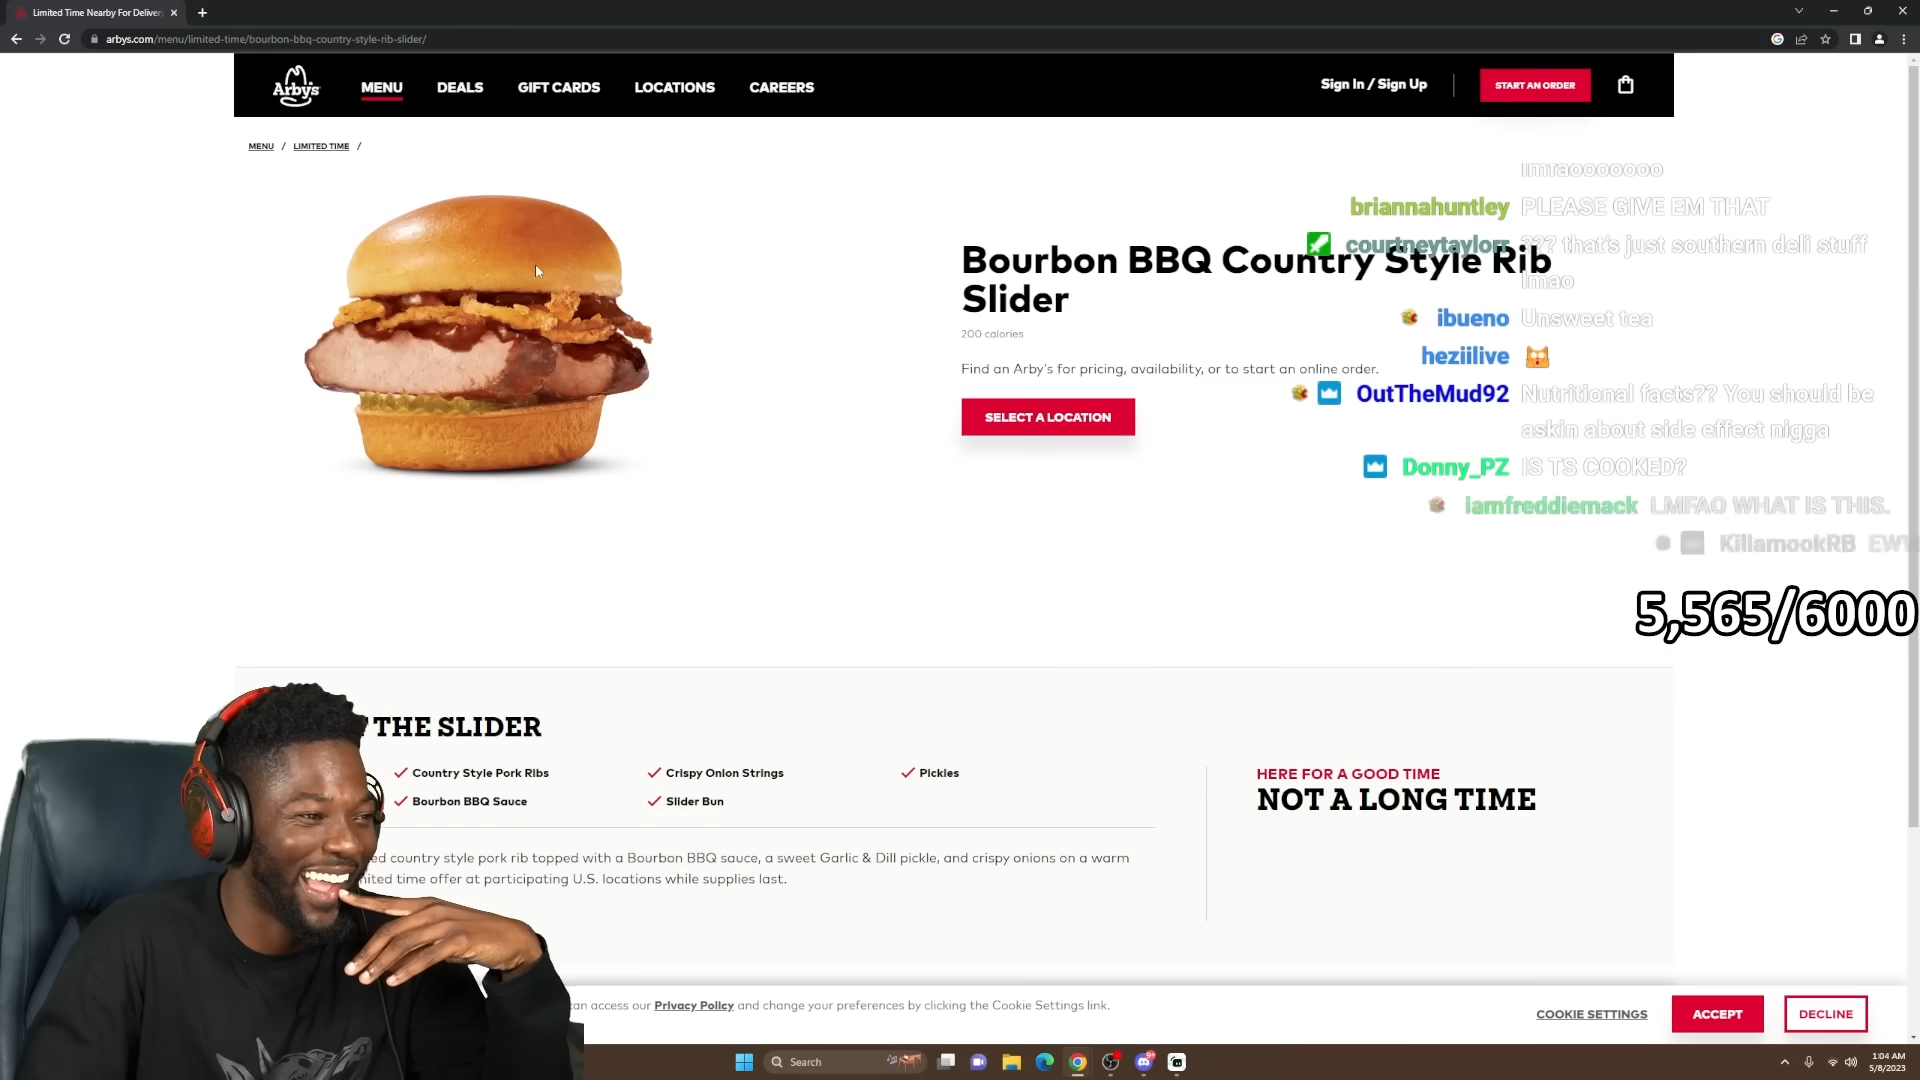 Limited Time Nearby For Deliver
arbys.com/menu/limited-time/bourbon-bbq-country-style-rib-slider/
Arby's
MENU
DEALS
GIFT CARDS
LOCATIONS
CAREERS
Sign In / Sign Up
START AN ORDER
MENU / LIMITED TIME /
lmfaooooooo
briannahuntley PLEASE GIVE EM THAT
courtneytaylorr ??? that's just southern deli stuff
lmao
Bourbon BBQ Country Style Rib
Slider
200 calories
Find an Arby's for pricing, availability, or to start an online order.
SELECT A LOCATION
ibueno Unsweet tea
heziilive
OutTheMud92 Nutritional facts?? You should be
askin about side effect nigga
Donny_PZ IS TS COOKED?
iamfreddiemack LMFAO WHAT IS THIS.
KillamookRB
5,565/6000
THE SLIDER
Country Style Pork Ribs
Crispy Onion Strings
Pickles
Bourbon BBQ Sauce
Slider Bun
HERE FOR A GOOD TIME
NOT A LONG TIME
ed country style pork rib topped with a Bourbon BBQ sauce, a sweet Garlic & Dill pickle, and crispy onions on a warm
ited time offer at participating U.S. locations while supplies last.
an access our Privacy Policy and change your preferences by clicking the Cookie Settings link.
COOKIE SETTINGS
ACCEPT
DECLINE
Search
1:04 AM
5/8/2023